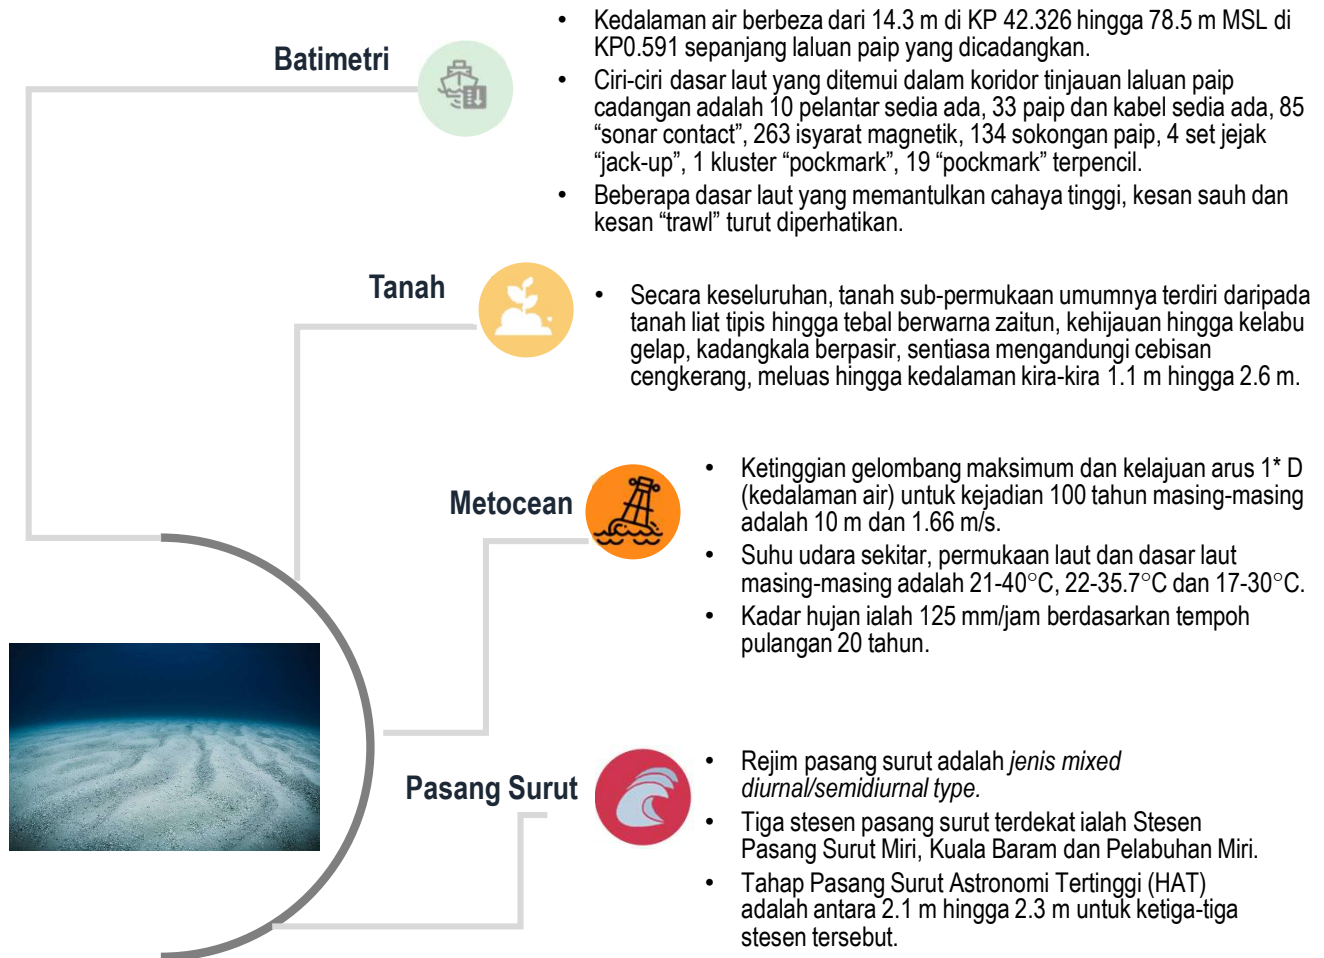 Batimetri
• Kedalaman air berbeza dari 14.3 m di KP 42.326 hingga 78.5 m MSL di
KP0.591 sepanjang laluan paip yang dicadangkan.
• Ciri-ciri dasar laut yang ditemui dalam koridor tinjauan laluan paip
cadangan adalah 10 pelantar sedia ada, 33 paip dan kabel sedia ada, 85
“sonar contact”, 263 isyarat magnetik, 134 sokongan paip, 4 set jejak
“jack-up”, 1 kluster “pockmark”, 19 “pockmark” terpencil.
• Beberapa dasar laut yang memantulkan cahaya tinggi, kesan sauh dan
kesan “trawl” turut diperhatikan.
Tanah
• Secara keseluruhan, tanah sub-permukaan umumnya terdiri daripada
tanah liat tipis hingga tebal berwarna zaitun, kehijauan hingga kelabu
gelap, kadangkala berpasir, sentiasa mengandungi cebisan
cengkerang, meluas hingga kedalaman kira-kira 1.1 m hingga 2.6 m.
Metocean
• Ketinggian gelombang maksimum dan kelajuan arus 1* D
(kedalaman air) untuk kejadian 100 tahun masing-masing
adalah 10 m dan 1.66 m/s.
• Suhu udara sekitar, permukaan laut dan dasar laut
masing-masing adalah 21-40°C, 22-35.7°C dan 17-30°C.
• Kadar hujan ialah 125 mm/jam berdasarkan tempoh
pulangan 20 tahun.
Pasang Surut
• Rejim pasang surut adalah jenis mixed
diurnal/semidiurnal type.
• Tiga stesen pasang surut terdekat ialah Stesen
Pasang Surut Miri, Kuala Baram dan Pelabuhan Miri.
• Tahap Pasang Surut Astronomi Tertinggi (HAT)
adalah antara 2.1 m hingga 2.3 m untuk ketiga-tiga
stesen tersebut.